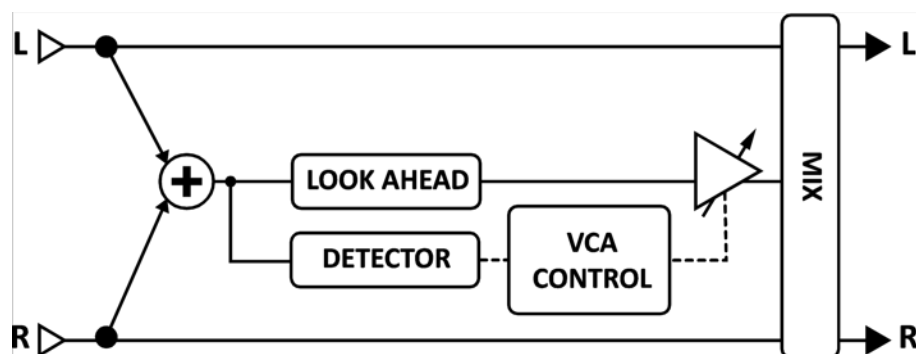 L
L
+
LOOK AHEAD
MIX
DETECTOR
VCA
CONTROL
R
R